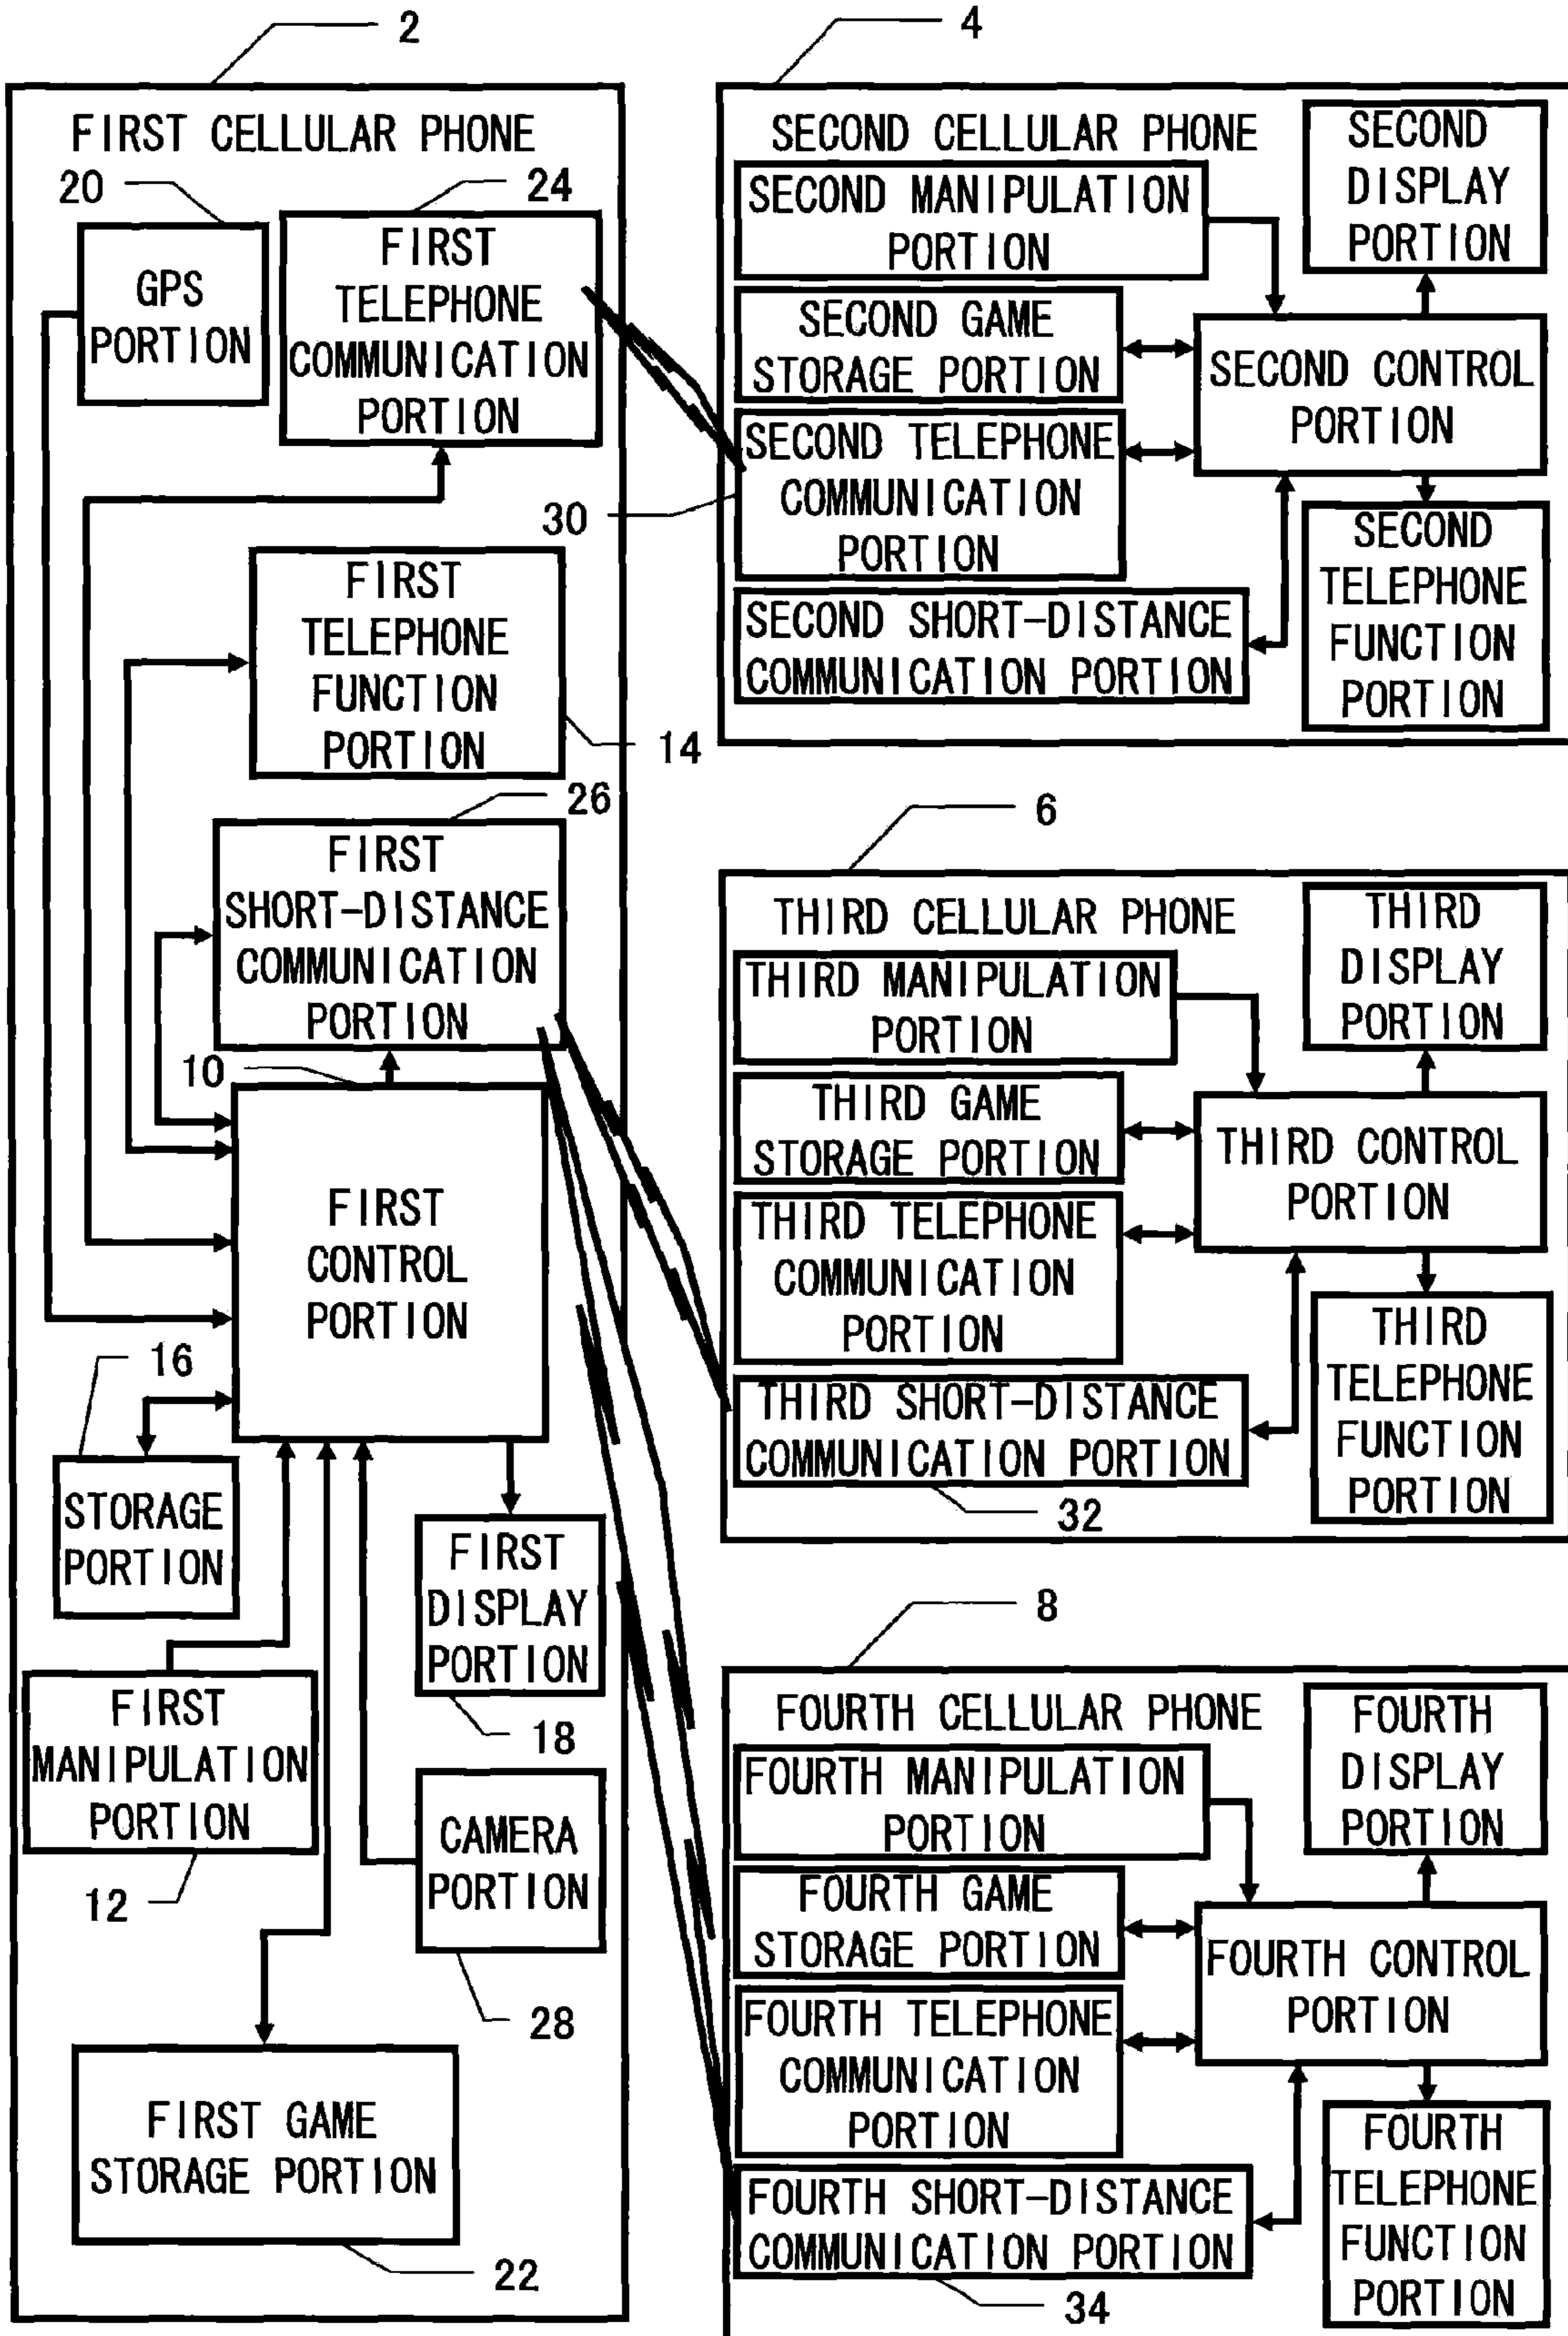 2
FIRST CELLULAR PHONE
20
24
GPS
PORTION
FIRST
TELEPHONE
COMMUNICATION
PORTION
FIRST
TELEPHONE
FUNCTION
PORTION
14
26
FIRST
SHORT-DISTANCE
COMMUNICATION
PORTION
10
FIRST
CONTROL
PORTION
16
STORAGE
PORTION
FIRST
DISPLAY
PORTION
18
FIRST
MANIPULATION
PORTION
12
CAMERA
PORTION
28
FIRST GAME
STORAGE PORTION
22
4
SECOND CELLULAR PHONE
SECOND MANIPULATION
PORTION
SECOND
DISPLAY
PORTION
SECOND GAME
STORAGE PORTION
SECOND CONTROL
PORTION
SECOND TELEPHONE
COMMUNICATION
PORTION
30
SECOND SHORT-DISTANCE
COMMUNICATION PORTION
SECOND
TELEPHONE
FUNCTION
PORTION
6
THIRD CELLULAR PHONE
THIRD MANIPULATION
PORTION
THIRD
DISPLAY
PORTION
THIRD GAME
STORAGE PORTION
THIRD CONTROL
PORTION
THIRD TELEPHONE
COMMUNICATION
PORTION
THIRD SHORT-DISTANCE
COMMUNICATION PORTION
32
THIRD
TELEPHONE
FUNCTION
PORTION
8
FOURTH CELLULAR PHONE
FOURTH MANIPULATION
PORTION
FOURTH
DISPLAY
PORTION
FOURTH GAME
STORAGE PORTION
FOURTH CONTROL
PORTION
FOURTH TELEPHONE
COMMUNICATION
PORTION
FOURTH SHORT-DISTANCE
COMMUNICATION PORTION
34
FOURTH
TELEPHONE
FUNCTION
PORTION